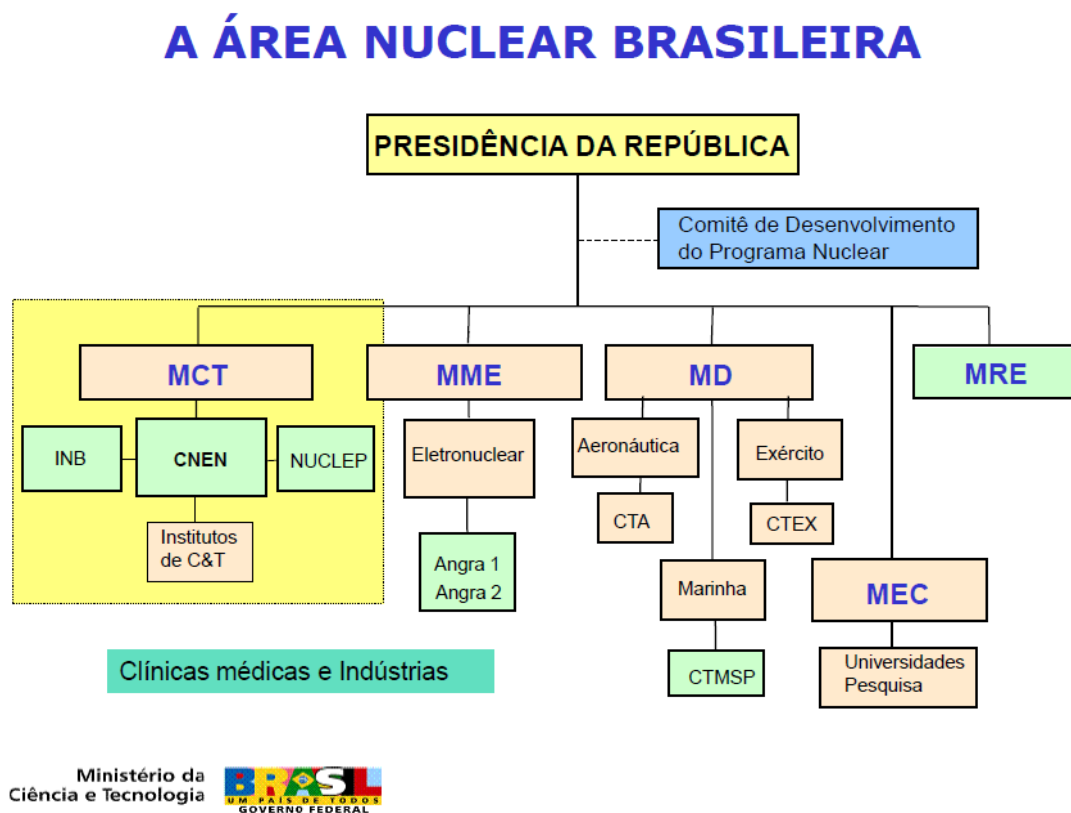 A ÁREA NUCLEAR BRASILEIRA
PRESIDÊNCIA DA REPÚBLICA
Comitê de Desenvolvimento
do Programa Nuclear
MCT
MME
MD
MRE
INB
CNEN
NUCLEP
Eletronuclear
Aeronáutica
Exército
Institutos
de C&T
CTA
CTEX
Angra 1
Angra 2
Marinha
MEC
Clínicas médicas e Indústrias
CTMSP
Universidades
Pesquisa
Ministério da
Ciência e Tecnologia
BRASIL
UM PAÍS DE TODOS
GOVERNO FEDERAL